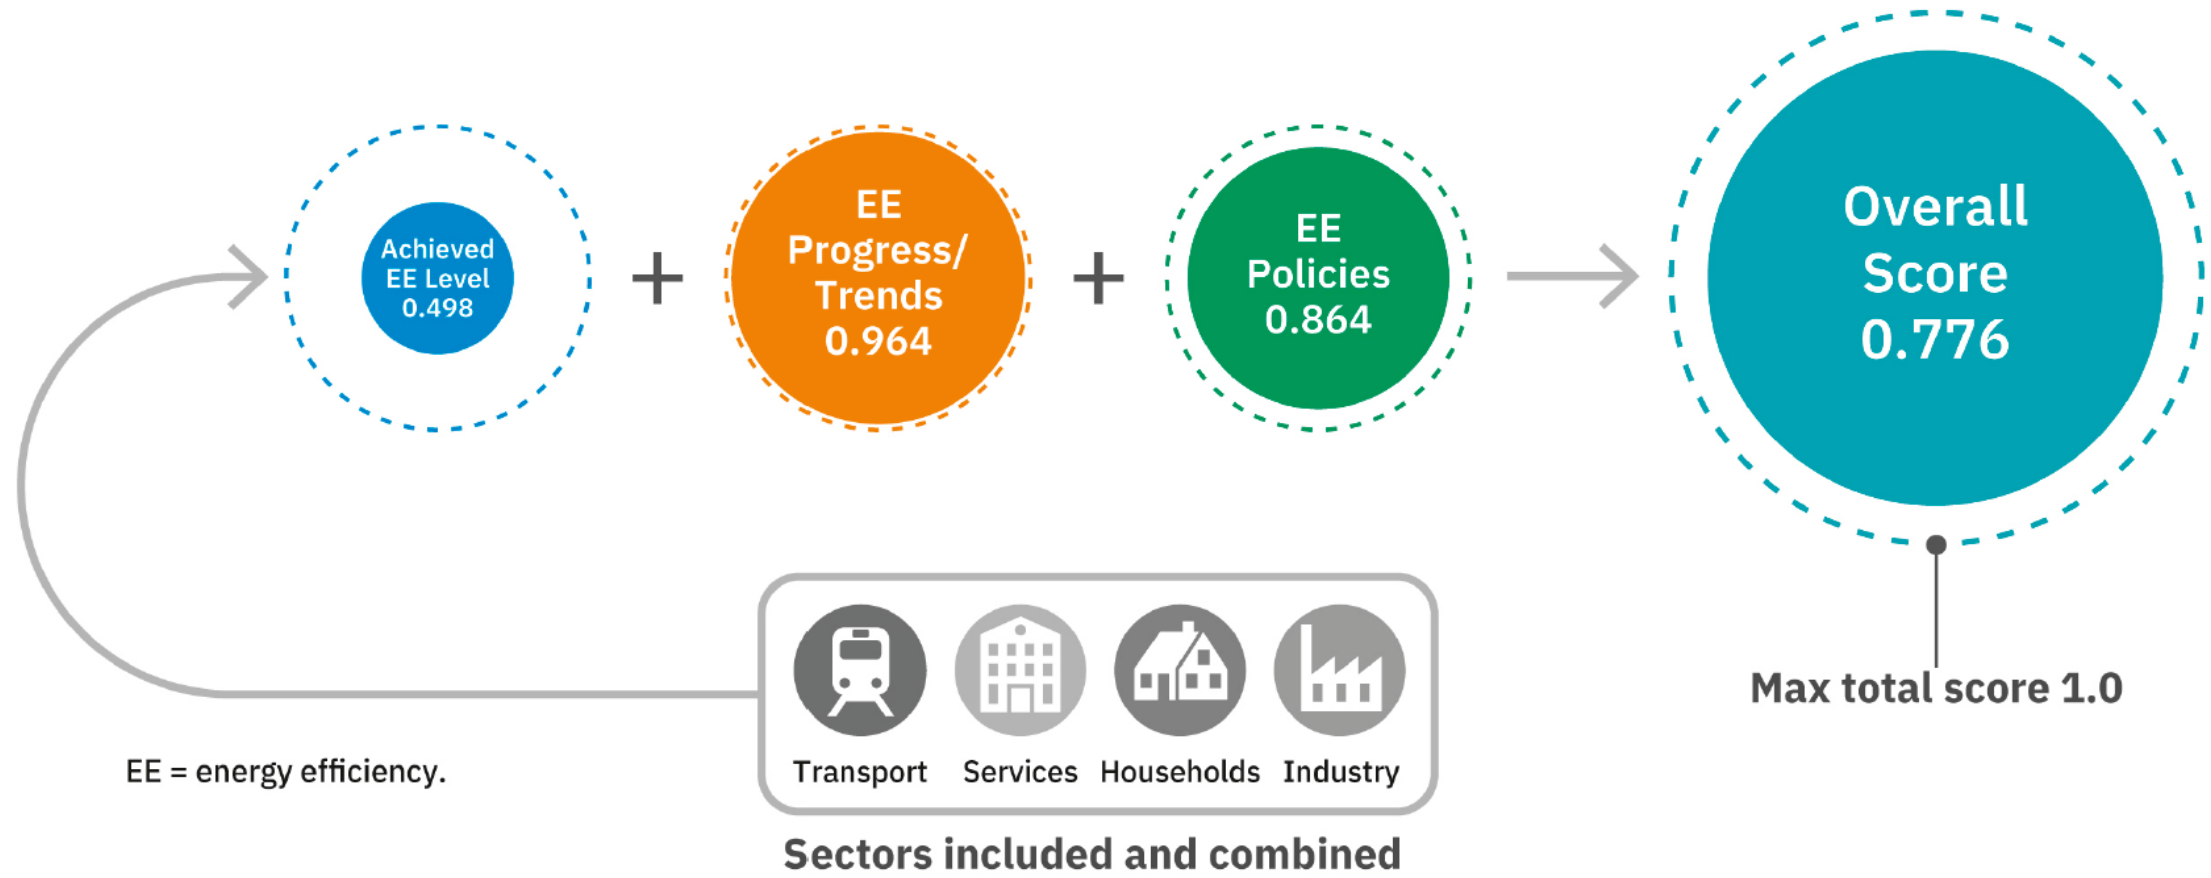 Achieved
EE Level
0.498
+
EE
Progress/
Trends
0.964
+
EE
Policies
0.864
Overall
Score
0.776
Max total score 1.0
Transport
Services
Households
Industry
EE = energy efficiency.
Sectors included and combined